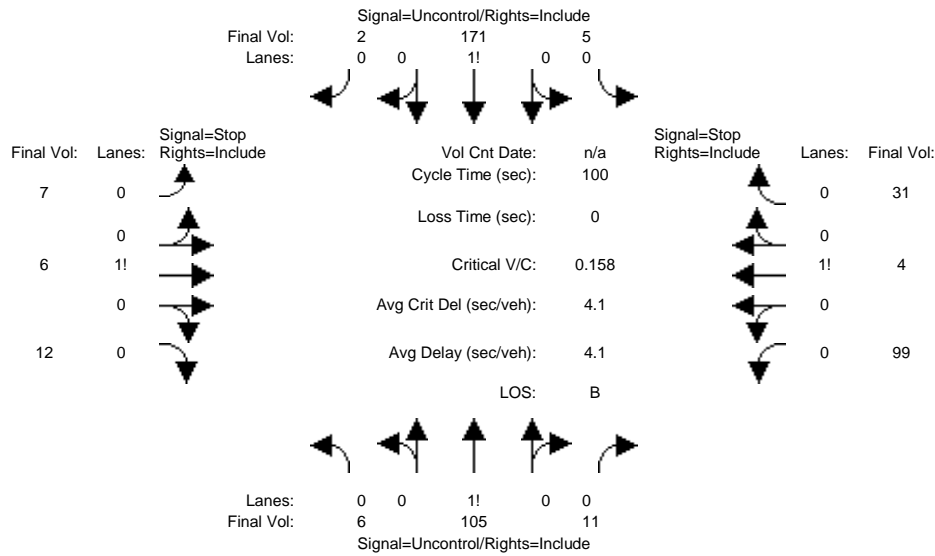 Signal=Uncontrol/Rights=Include
Final Vol: 2 171 5
Lanes: 0 0 1! 0 0
Signal=Stop Signal=Stop
Final Vol: Lanes: Rights=Include Vol Cnt Date: n/a Rights=Include Lanes: Final Vol:
Cycle Time (sec): 100
7 0 0 31
Loss Time (sec): 0
0 0
6 1! Critical V/C: 0.158 1! 4
0 Avg Crit Del (sec/veh): 4.1 0
12 0 Avg Delay (sec/veh): 4.1 0 99
LOS: B
Lanes: 0 0 1! 0 0
Final Vol: 6 105 11
Signal=Uncontrol/Rights=Include